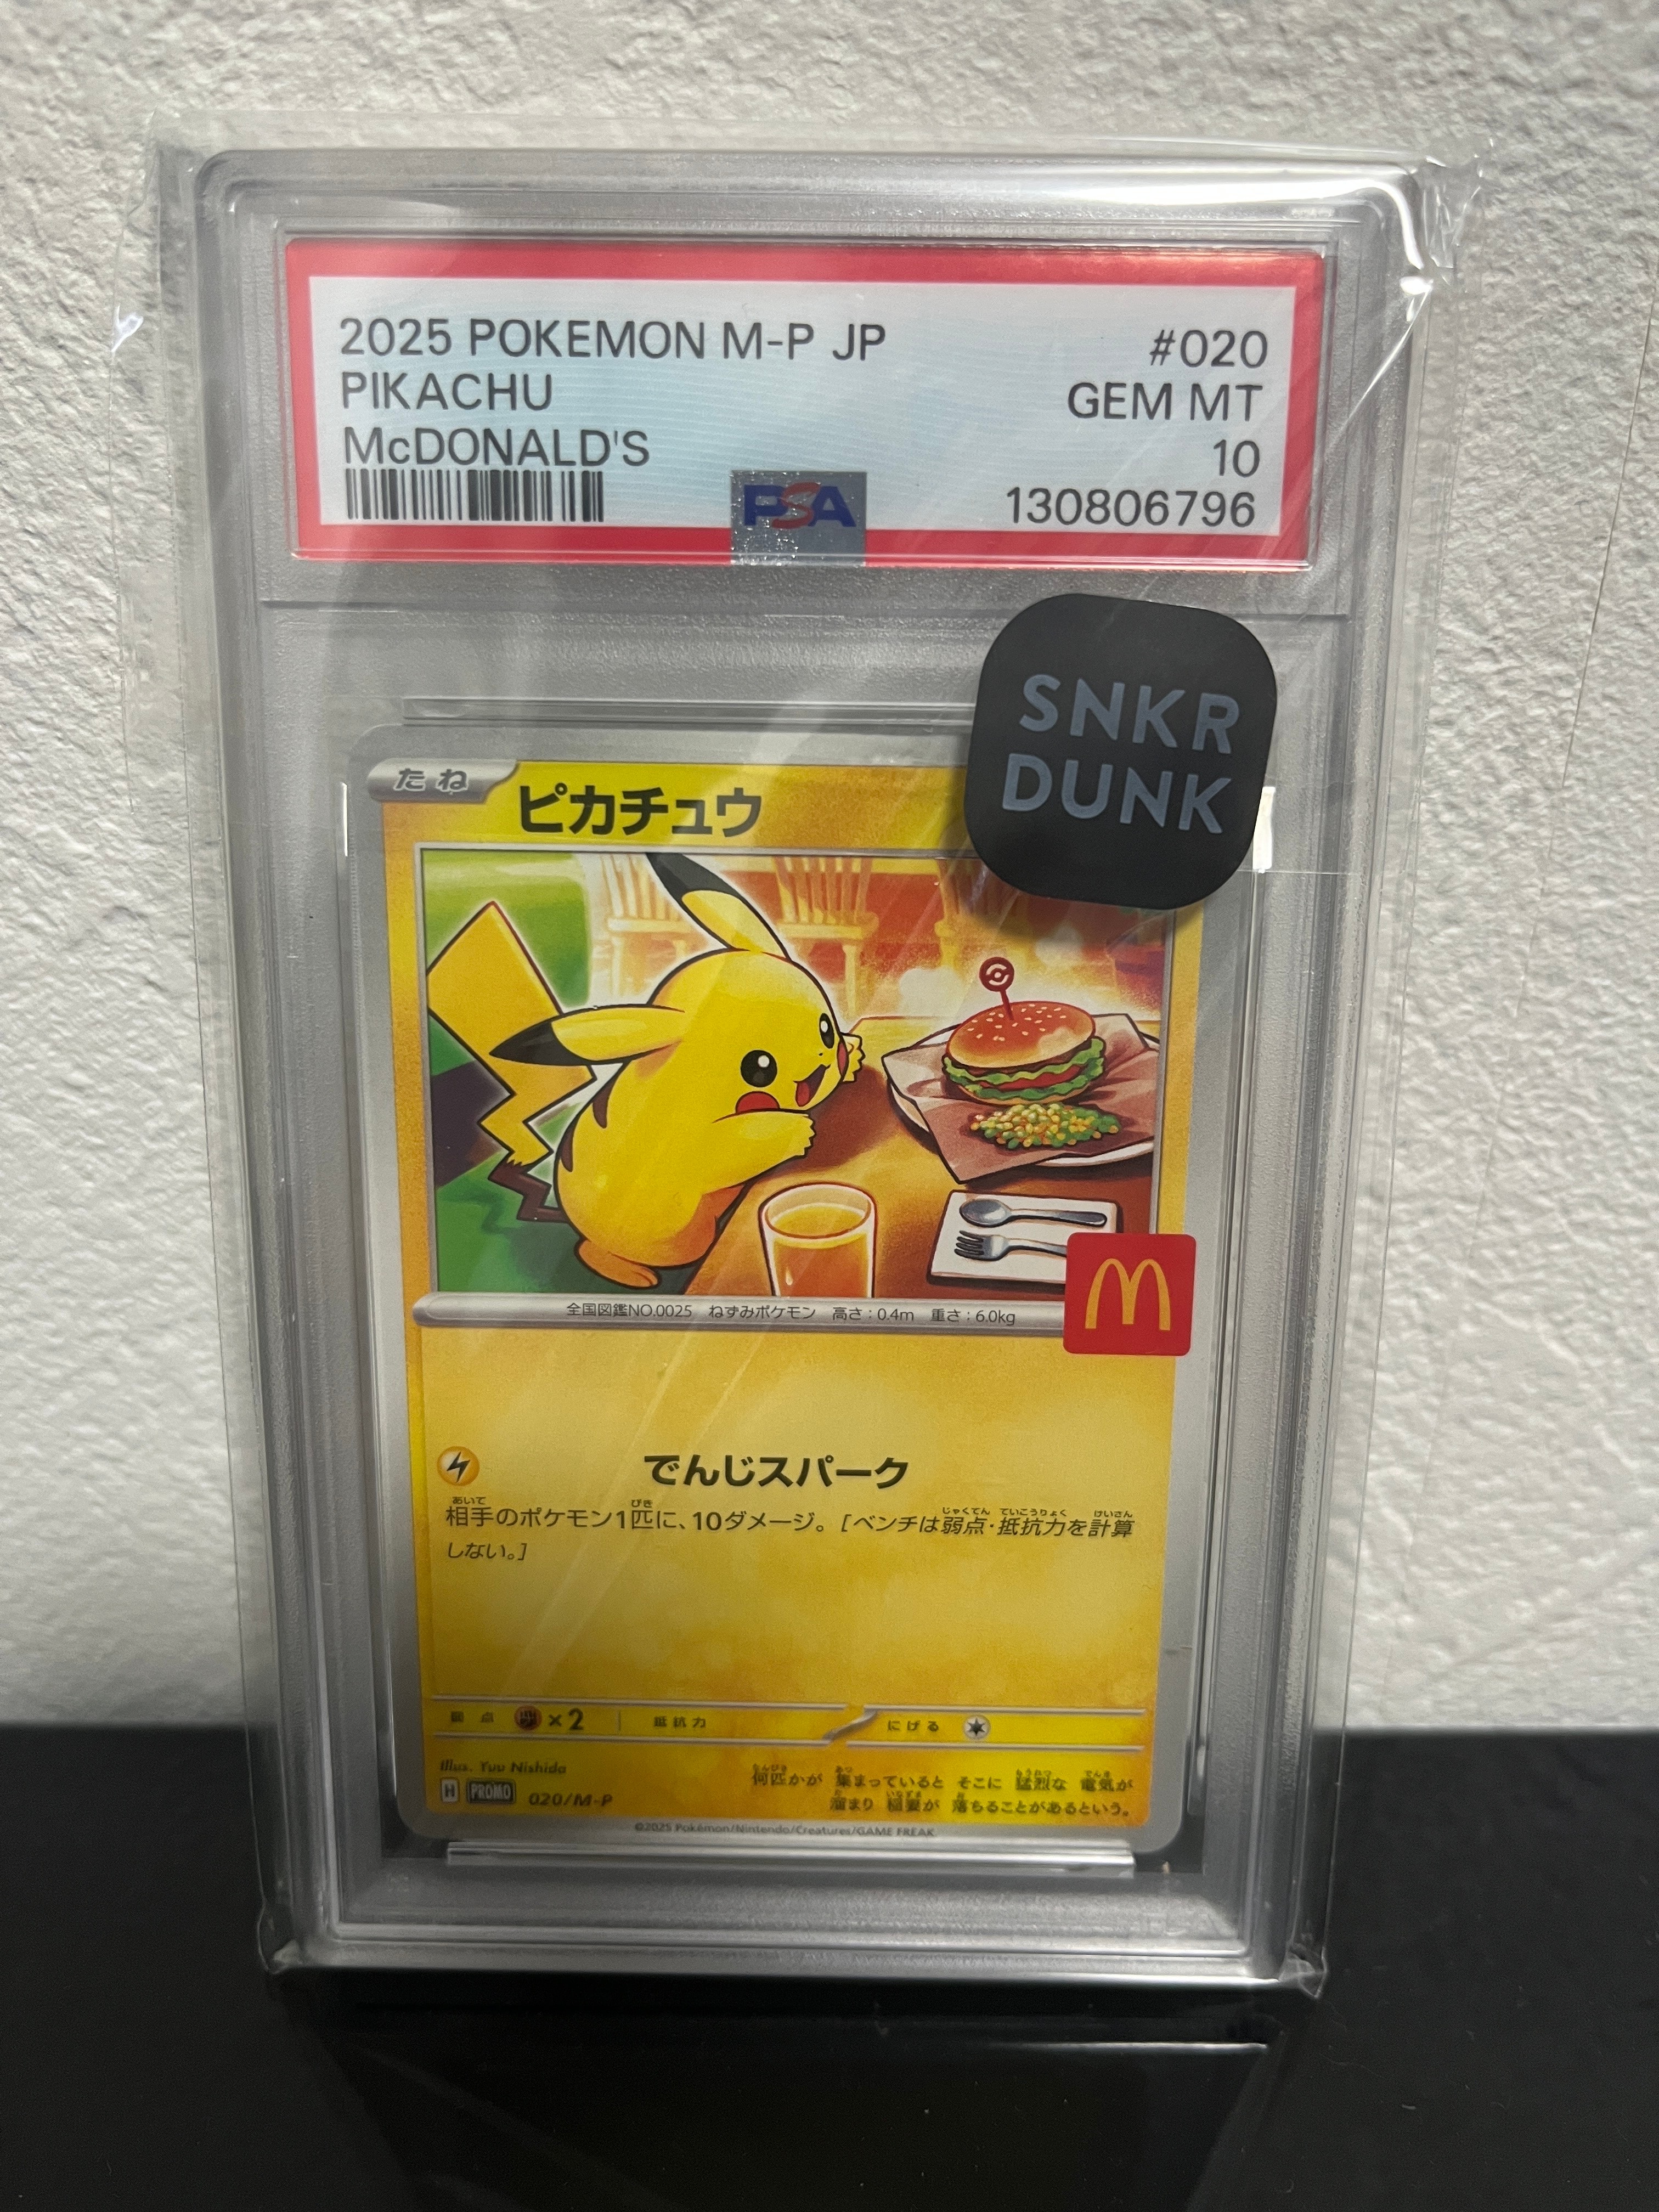 2025 POKEMON M-P JP #020
PIKACHU GEM MT
McDONALD'S 10
PSA 130806796
SNKR
DUNK
たね ピカチュウ
全国図鑑NO.0025 ねずみポケモン 高さ:0.4m 重さ:6.0kg
でんじスパーク
相手のポケモン1匹に、10ダメージ。[ベンチは弱点・抵抗力を計算
しない。]
弱点 ×2 抵抗力 にげる
Illus. Yuu Nishida
何匹かが 集まっていると そこに 猛烈な 電気が
溜まり 稲妻が 落ちることがあるという。
PROMO 020/M-P
©2025 Pokémon/Nintendo/Creatures/GAME FREAK